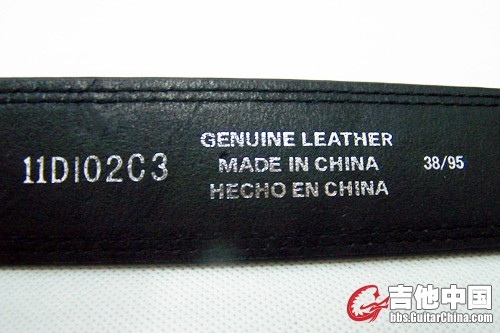 11DI02C3
GENUINE LEATHER
MADE IN CHINA
HECHO EN CHINA
38/95
吉他中国
bbs.GuitarChina.com